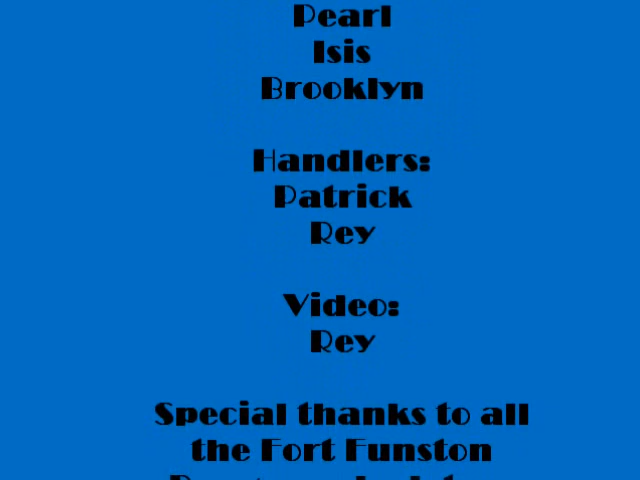 Pearl
Isis
Brooklyn
Handlers:
Patrick
Rey
Video:
Rey
Special thanks to all
the Fort Funston